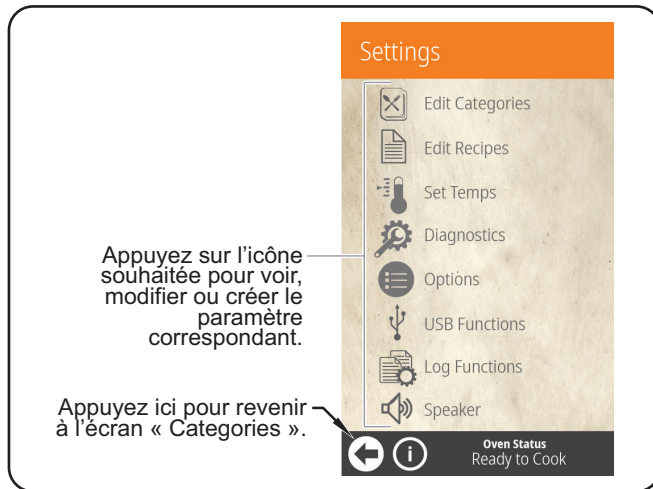 Settings
Edit Categories
Edit Recipes
Set Temps
Diagnostics
Options
USB Functions
Log Functions
Speaker
Appuyez sur l'icône
souhaitée pour voir,
modifier ou créer le
paramètre
correspondant.
Appuyez ici pour revenir
à l'écran « Categories ».
i
Oven Status
Ready to Cook